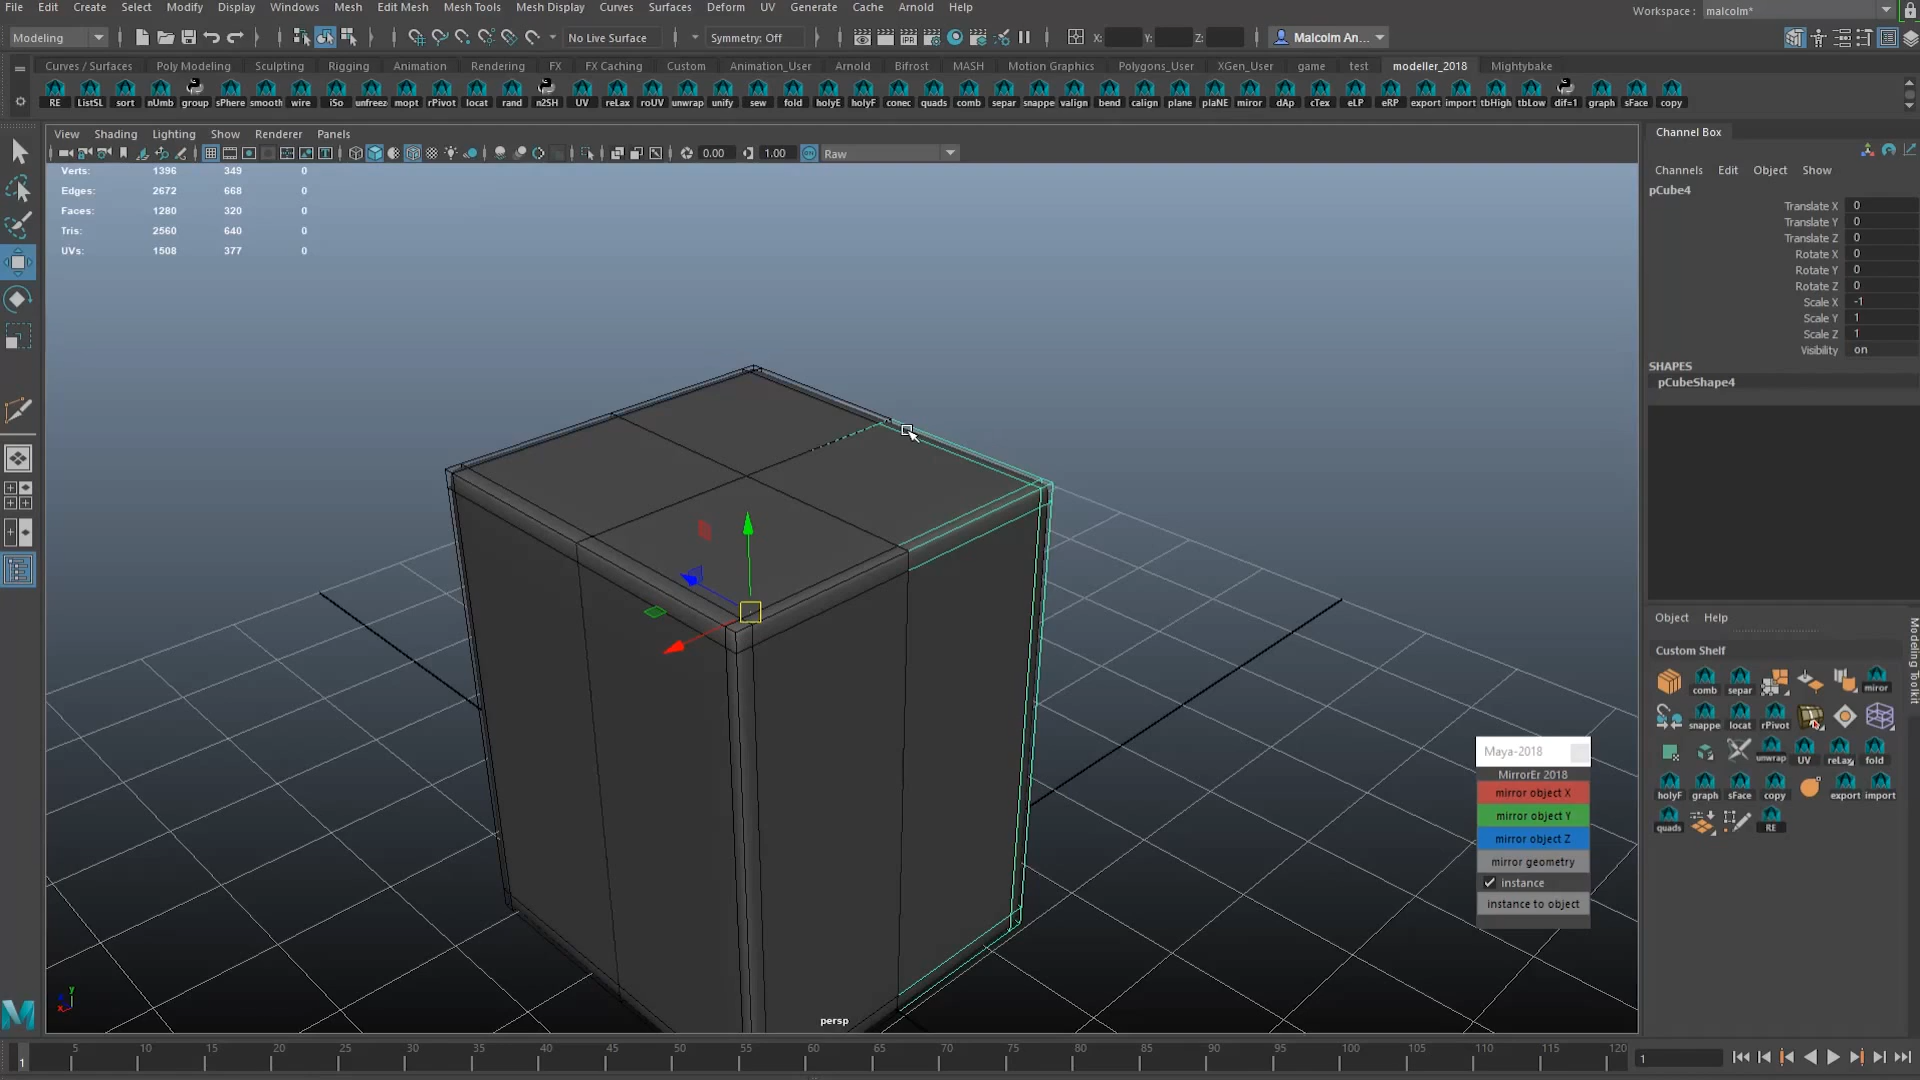 File Edit Create Select Modify Display Windows Mesh Edit Mesh Mesh Tools Mesh Display Curves Surfaces Deform UV Generate Cache Arnold Help
Workspace : malcolm*
Modeling No Live Surface Symmetry: Off X: Y: Z: Malcolm An...
Curves / Surfaces Poly Modeling Sculpting Rigging Animation Rendering FX FX Caching Custom Animation_User Arnold Bifrost MASH Motion Graphics Polygons_User XGen_User game test modeller_2018 Mightybake
RE ListSL sort nUmb group sPhere smooth wire iSo unfreez mopt rPivot locat rand n2SH UV reLax roUV unwrap unify sew fold holyE holyF conec quads comb separ snappe valign bend calign plane plaNE miror dAp cTex eLP eRP export import tbHigh tbLow dif=1 graph sFace copy
View Shading Lighting Show Renderer Panels
0.00 1.00 Raw
Verts: 1396 349 0
Edges: 2672 668 0
Faces: 1280 320 0
Tris: 2560 640 0
UVs: 1508 377 0
Channel Box
Channels Edit Object Show
pCube4
Translate X 0
Translate Y 0
Translate Z 0
Rotate X 0
Rotate Y 0
Rotate Z 0
Scale X -1
Scale Y 1
Scale Z 1
Visibility on
SHAPES
pCubeShape4
Object Help
Modeling Toolkit
Custom Shelf
comb separ miror
snappe locat rPivot
unwrap UV reLax fold
holyF graph sFace copy export import
quads RE
Maya-2018
MirrorEr 2018
mirror object X
mirror object Y
mirror object Z
mirror geometry
instance
instance to object
y
x
persp
1 5 10 15 20 25 30 35 40 45 50 55 60 65 70 75 80 85 90 95 100 105 110 115 120 1